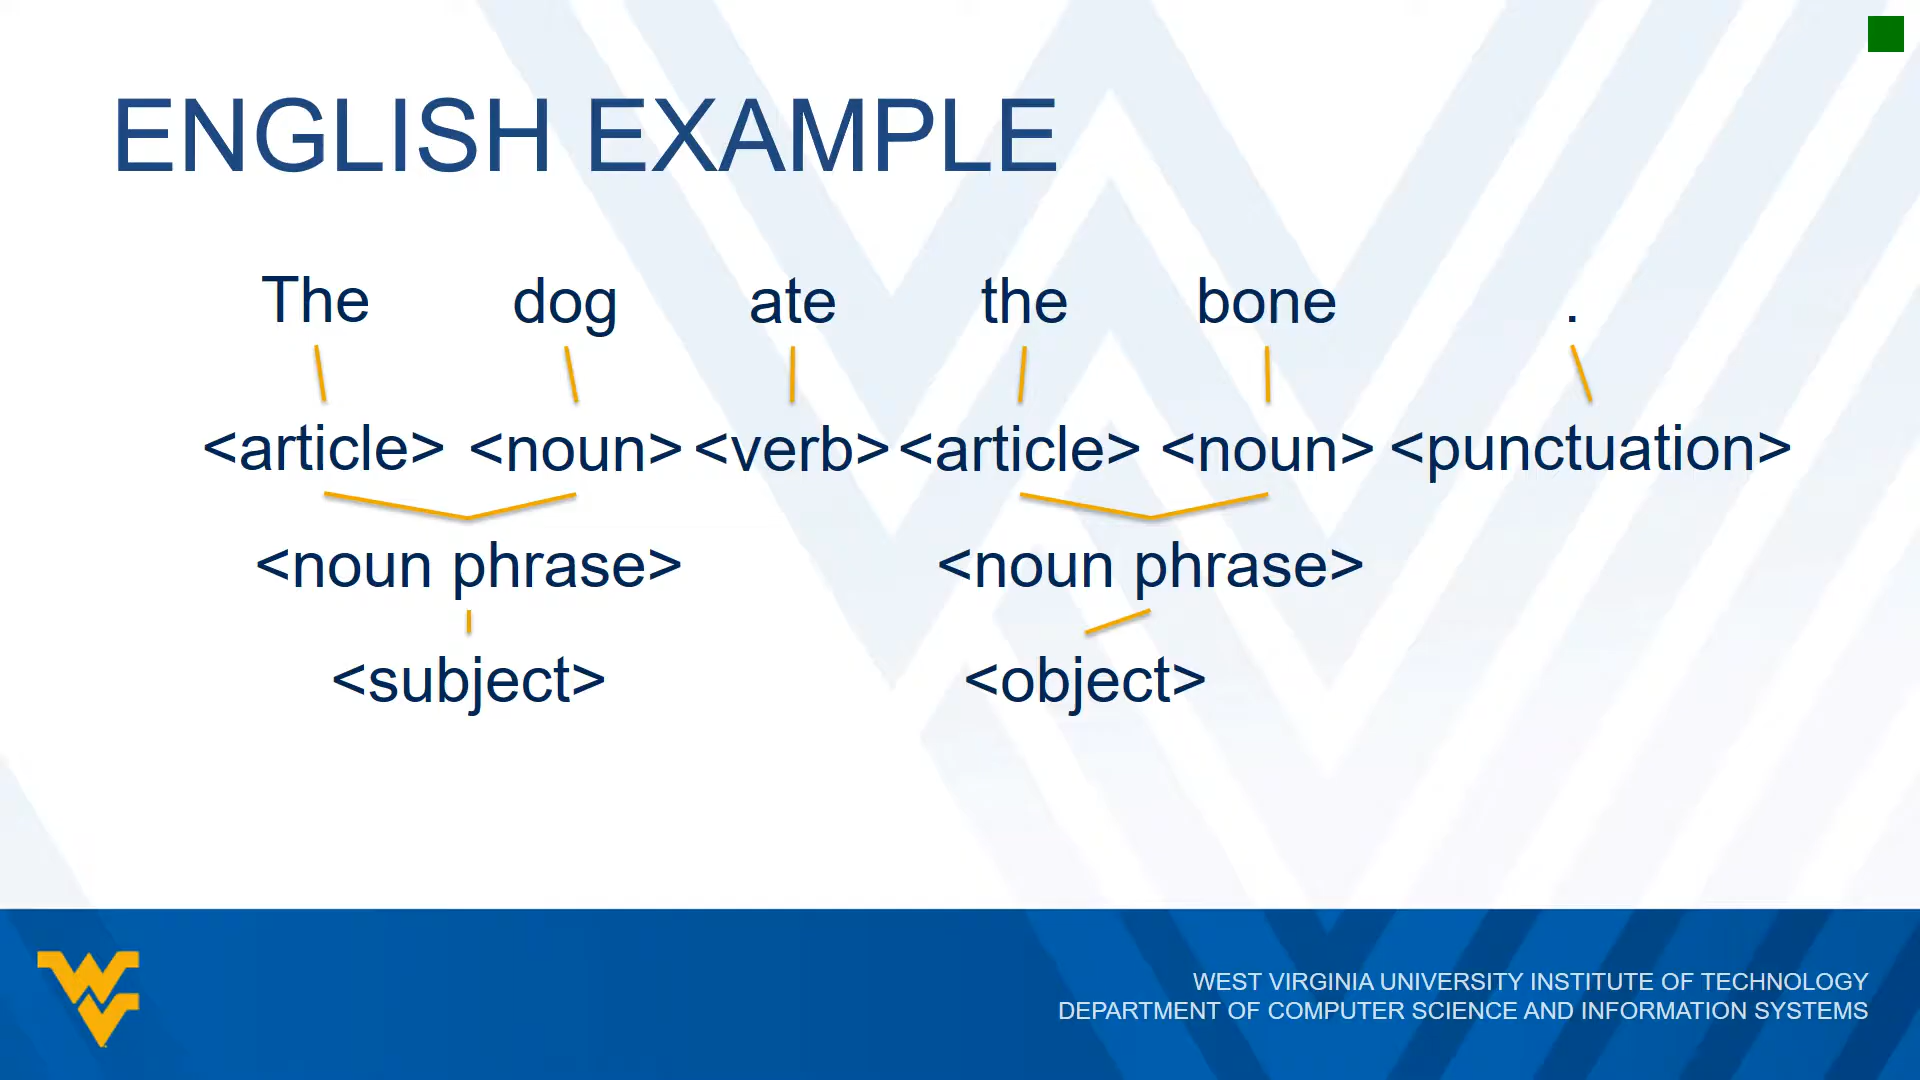 ENGLISH EXAMPLE
The dog ate the bone .
<article> <noun> <verb> <article> <noun> <punctuation>
<noun phrase> <noun phrase>
<subject> <object>
WEST VIRGINIA UNIVERSITY INSTITUTE OF TECHNOLOGY
DEPARTMENT OF COMPUTER SCIENCE AND INFORMATION SYSTEMS